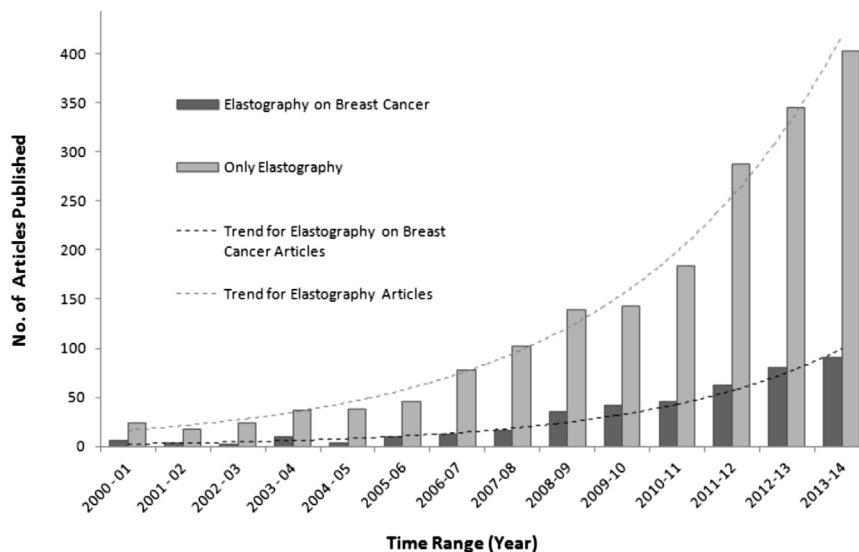 No. of Articles Published
400
350
300
250
200
150
100
50
0
Elastography on Breast Cancer
Only Elastography
Trend for Elastography on Breast
Cancer Articles
Trend for Elastography Articles
2000 - 01
2001 - 02
2002 - 03
2003 - 04
2004 - 05
2005-06
2006-07
2007-08
2008-09
2009-10
2010-11
2011-12
2012-13
2013-14
Time Range (Year)